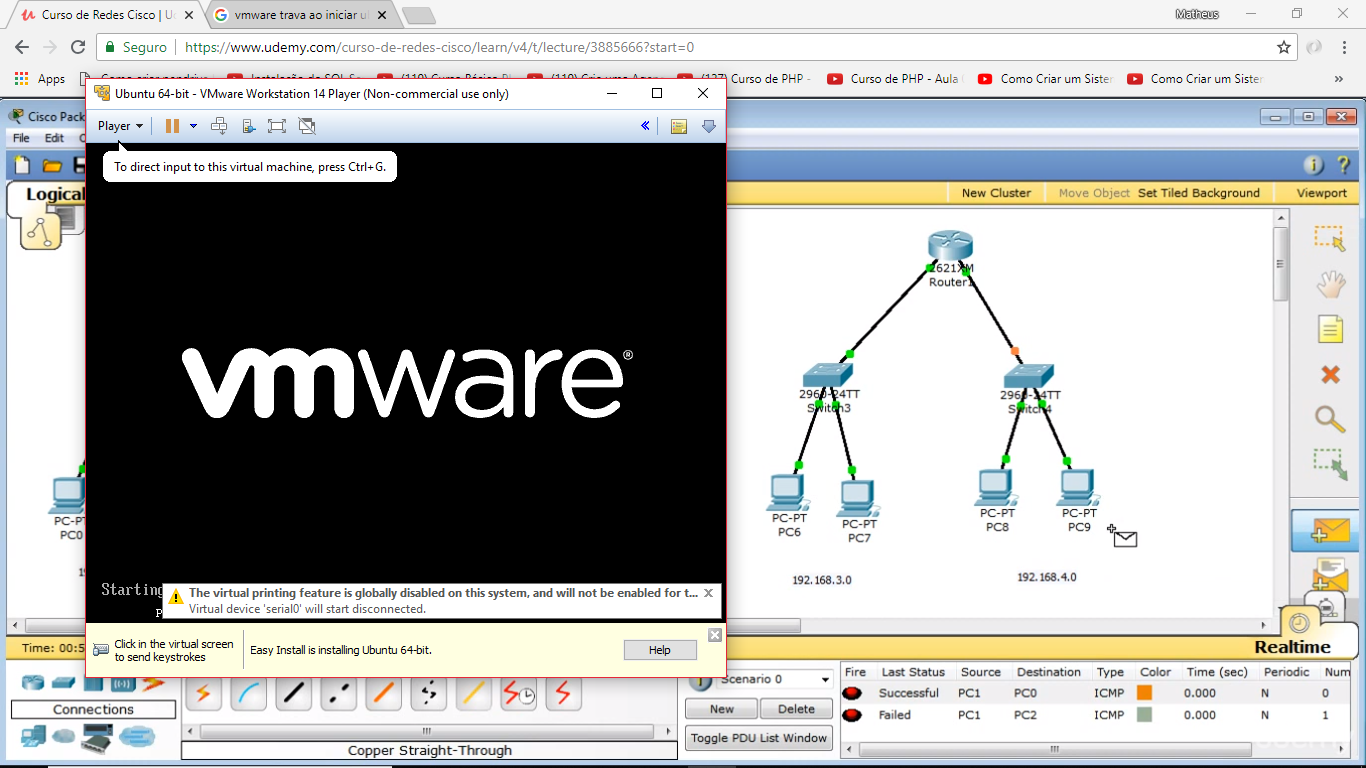 Curso de Redes Cisco | U
vmware trava ao iniciar u
Matheus
Seguro
https://www.udemy.com/curso-de-redes-cisco/learn/v4/t/lecture/3885666?start=0
Apps
Curso de PHP -
Curso de PHP - Aula
Como Criar um Sister
Como Criar um Sister
»
Ubuntu 64-bit - VMware Workstation 14 Player (Non-commercial use only)
Cisco Pack
File Edit
Player
To direct input to this virtual machine, press Ctrl+G.
Logical
New Cluster
Move Object
Set Tiled Background
Viewport
2621XM
Router1
vmware®
2960-24TT
Switch3
2960-24TT
Switch4
PC-PT
PC0
PC-PT
PC6
PC-PT
PC7
PC-PT
PC8
PC-PT
PC9
192.168.3.0
192.168.4.0
Starting
The virtual printing feature is globally disabled on this system, and will not be enabled for t...
Virtual device 'serial0' will start disconnected.
Click in the virtual screen
to send keystrokes
Easy Install is installing Ubuntu 64-bit.
Help
Time: 00:5
Realtime
Connections
Copper Straight-Through
Scenario 0
New
Delete
Toggle PDU List Window
Fire Last Status Source Destination Type Color Time (sec) Periodic Num
Successful PC1 PC0 ICMP 0.000 N 0
Failed PC1 PC2 ICMP 0.000 N 1